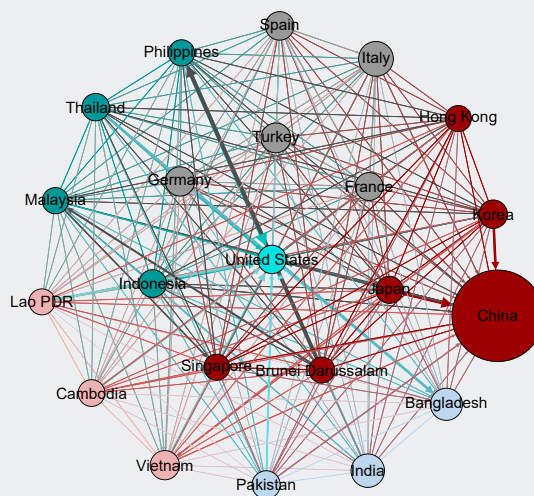 Spain
Philippines
Italy
Thailand
Hong Kong
Turkey
Germany
France
Malaysia
Korea
United States
Indonesia
Japan
Lao PDR
China
Singapore
Brunei Darussalam
Cambodia
Bangladesh
Vietnam
India
Pakistan